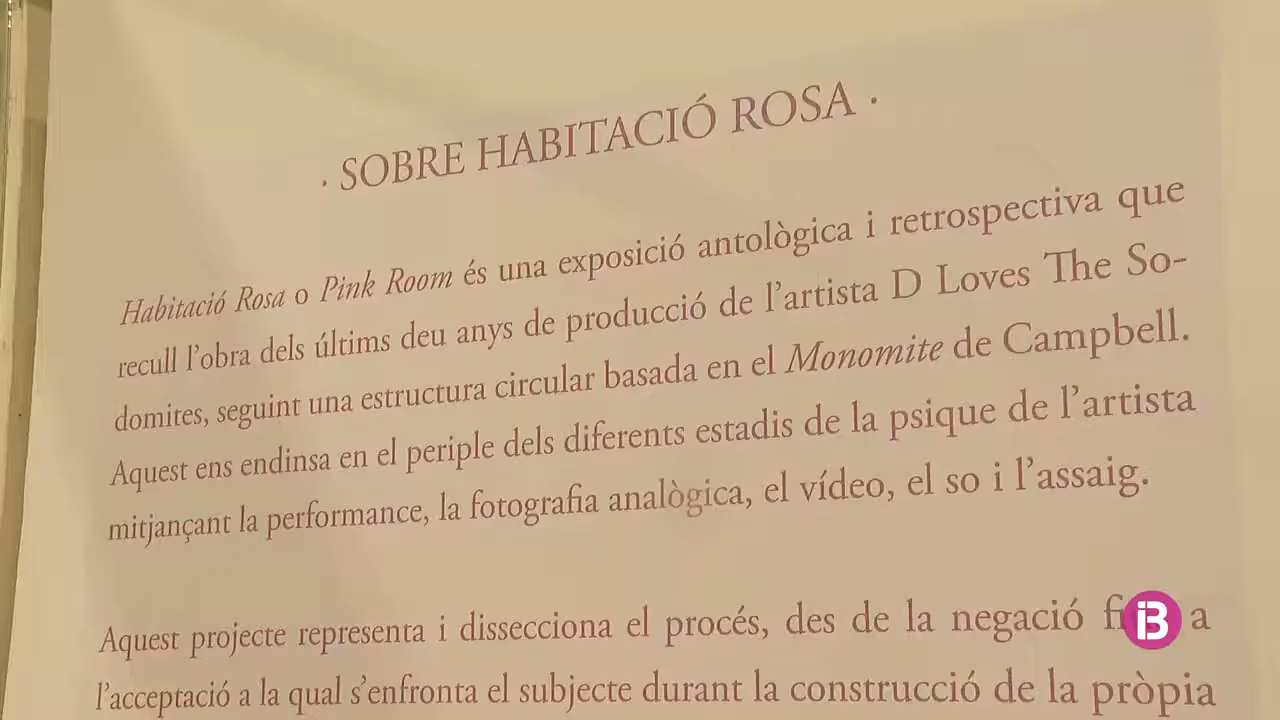 · SOBRE HABITACIÓ ROSA ·
Habitació Rosa o Pink Room és una exposició antològica i retrospectiva que
recull l'obra dels últims deu anys de producció de l'artista D Loves The So-
domites, seguint una estructura circular basada en el Monomite de Campbell.
Aquest ens endinsa en el periple dels diferents estadis de la psique de l'artista
mitjançant la performance, la fotografia analògica, el vídeo, el so i l'assaig.
Aquest projecte representa i dissecciona el procés, des de la negació a
l'acceptació a la qual s'enfronta el subjecte durant la construcció de la pròpia